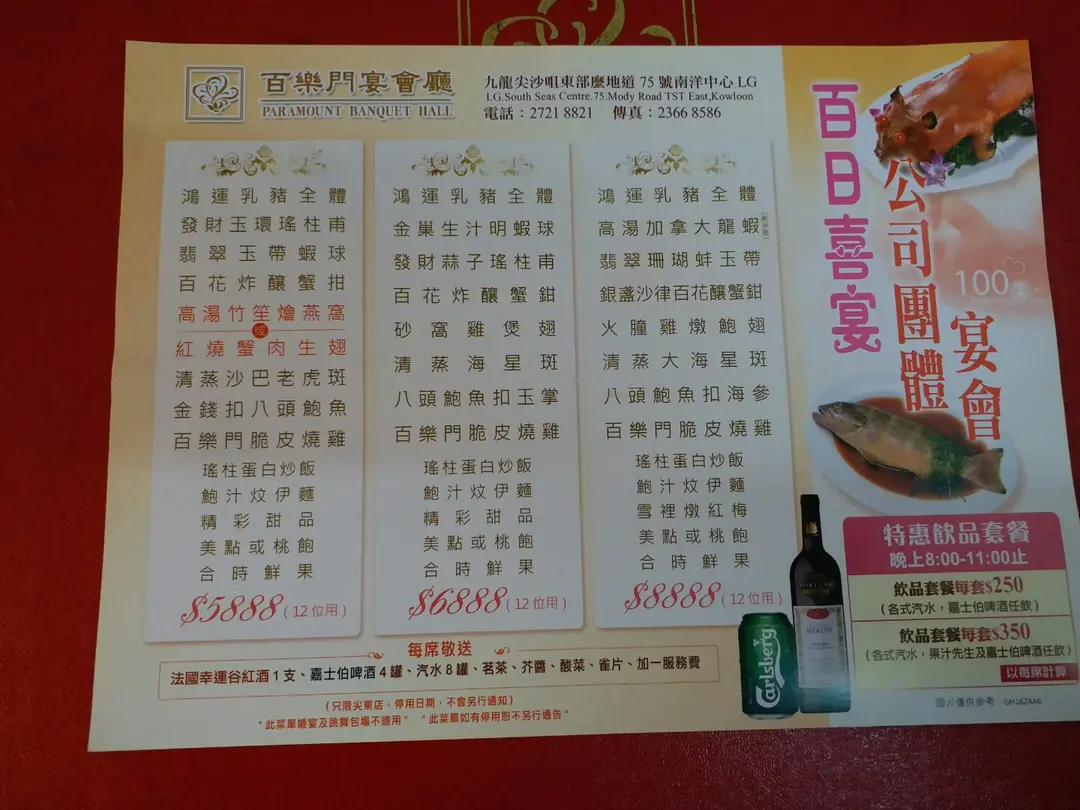 百樂門宴會廳
PARAMOUNT BANQUET HALL
九龍尖沙咀東部麼地道 75 號南洋中心 LG
LG.South Seas Centre.75.Mody Road TST East,Kowloon
電話：2721 8821 傳真：2366 8586
鴻運乳豬全體
發財玉環瑤柱甫
翡翠玉帶蝦球
百花炸釀蟹拑
高湯竹笙燴燕窩
或
紅燒蟹肉生翅
清蒸沙巴老虎斑
金錢扣八頭鮑魚
百樂門脆皮燒雞
瑤柱蛋白炒飯
鮑汁炆伊麵
精彩甜品
美點或桃飽
合時鮮果
$5888 (12 位用)
鴻運乳豬全體
金巢生汁明蝦球
發財蒜子瑤柱甫
百花炸釀蟹鉗
砂窩雞煲翅
清蒸海星斑
八頭鮑魚扣玉掌
百樂門脆皮燒雞
瑤柱蛋白炒飯
鮑汁炆伊麵
精彩甜品
美點或桃飽
合時鮮果
$6888 (12 位用)
鴻運乳豬全體
高湯加拿大龍蝦
翡翠珊瑚蚌玉帶
銀盞沙律百花釀蟹鉗
火朣雞燉鮑翅
清蒸大海星斑
八頭鮑魚扣海參
百樂門脆皮燒雞
瑤柱蛋白炒飯
鮑汁炆伊麵
雪裡燉紅梅
美點或桃飽
合時鮮果
$8888 (12 位用)
每席敬送
法國幸運谷紅酒 1 支、嘉士伯啤酒 4 罐、汽水 8 罐、茗茶、芥醬、酸菜、雀片、加一服務費
(只限尖東店，停用日期，不會另行通知)
*此菜單婚宴及跳舞包場不適用* *此菜單如有停用恕不另行通告*
百日喜宴
公司團體
宴會
100
特惠飲品套餐
晚上8:00-11:00止
飲品套餐每套$250
(各式汽水，嘉士伯啤酒任飲)
飲品套餐每套$350
(各式汽水，果汁先生及嘉士伯啤酒任飲)
以每席計算
圖片僅供參考 GH1624A6
Carlsberg
FORTUNE
MERLOT